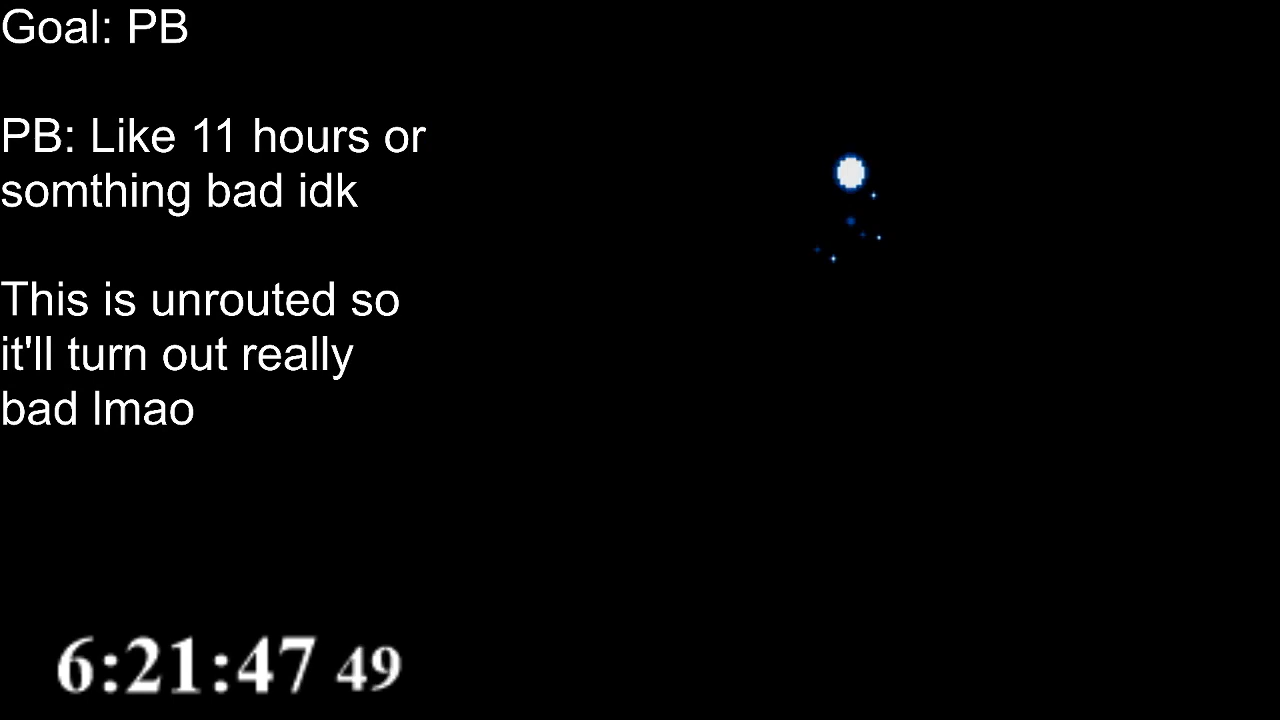 Goal: PB
PB: Like 11 hours or
somthing bad idk
This is unrouted so
it'll turn out really
bad lmao
6:21:47 49